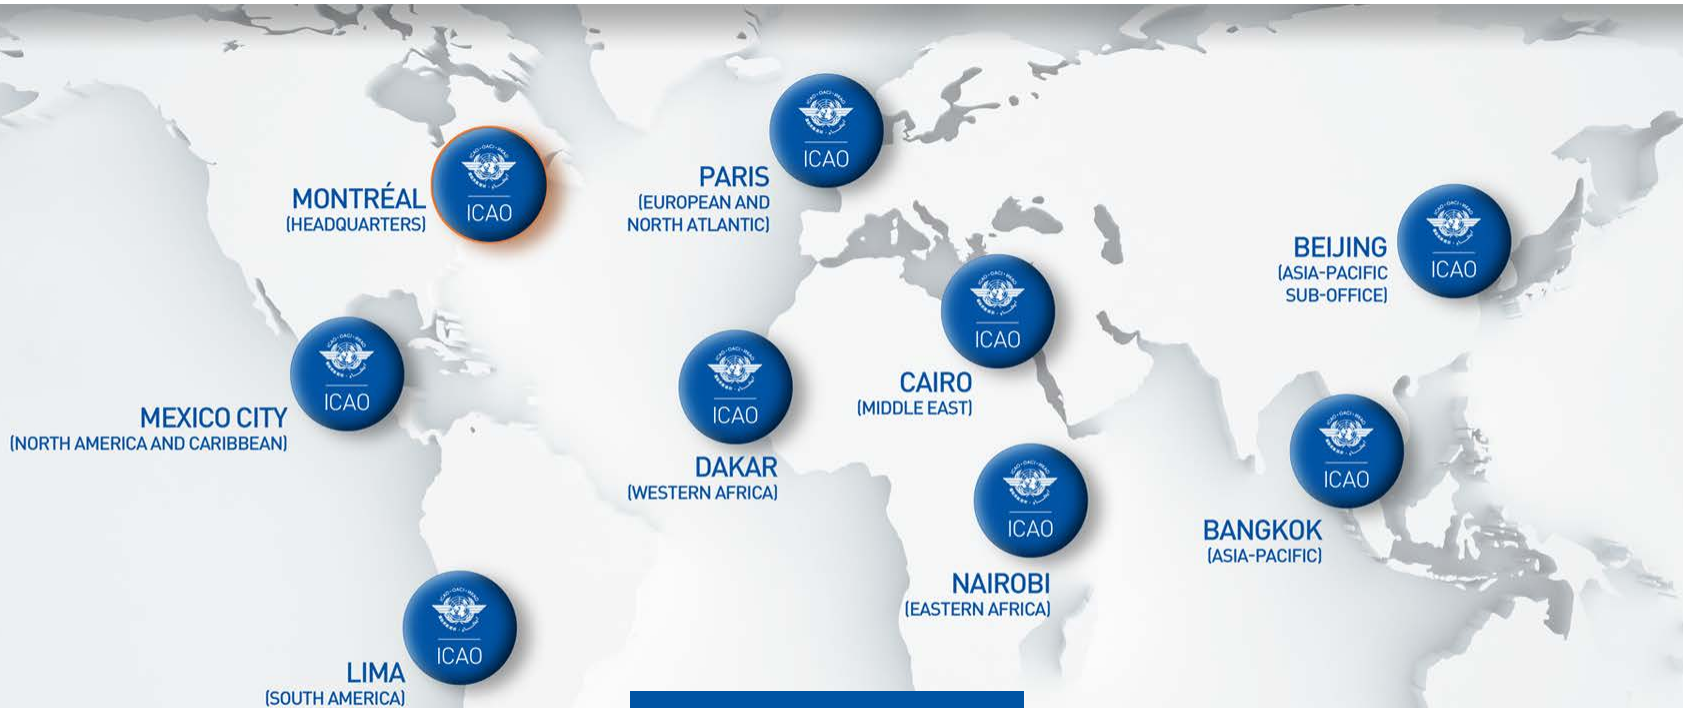 MONTRÉAL
(HEADQUARTERS)
ICAO
PARIS
(EUROPEAN AND
NORTH ATLANTIC)
ICAO
BEIJING
(ASIA-PACIFIC
SUB-OFFICE)
ICAO
MEXICO CITY
(NORTH AMERICA AND CARIBBEAN)
ICAO
DAKAR
(WESTERN AFRICA)
ICAO
CAIRO
(MIDDLE EAST)
ICAO
NAIROBI
(EASTERN AFRICA)
ICAO
BANGKOK
(ASIA-PACIFIC)
ICAO
LIMA
(SOUTH AMERICA)
ICAO